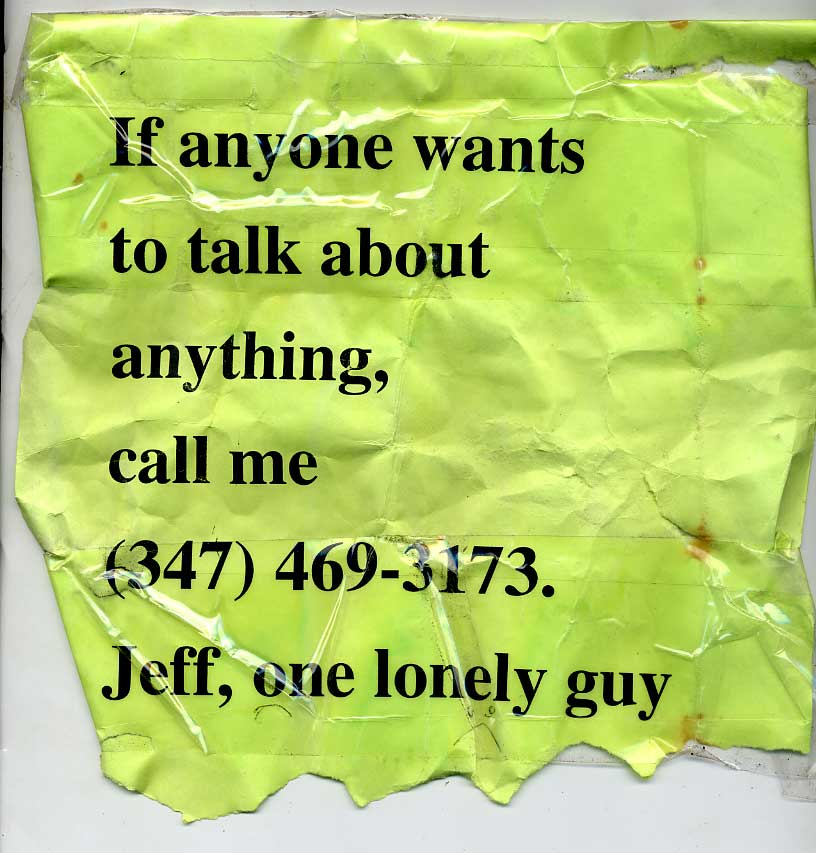 If anyone wants
to talk about
anything,
call me
(347) 469-3173.
Jeff, one lonely guy